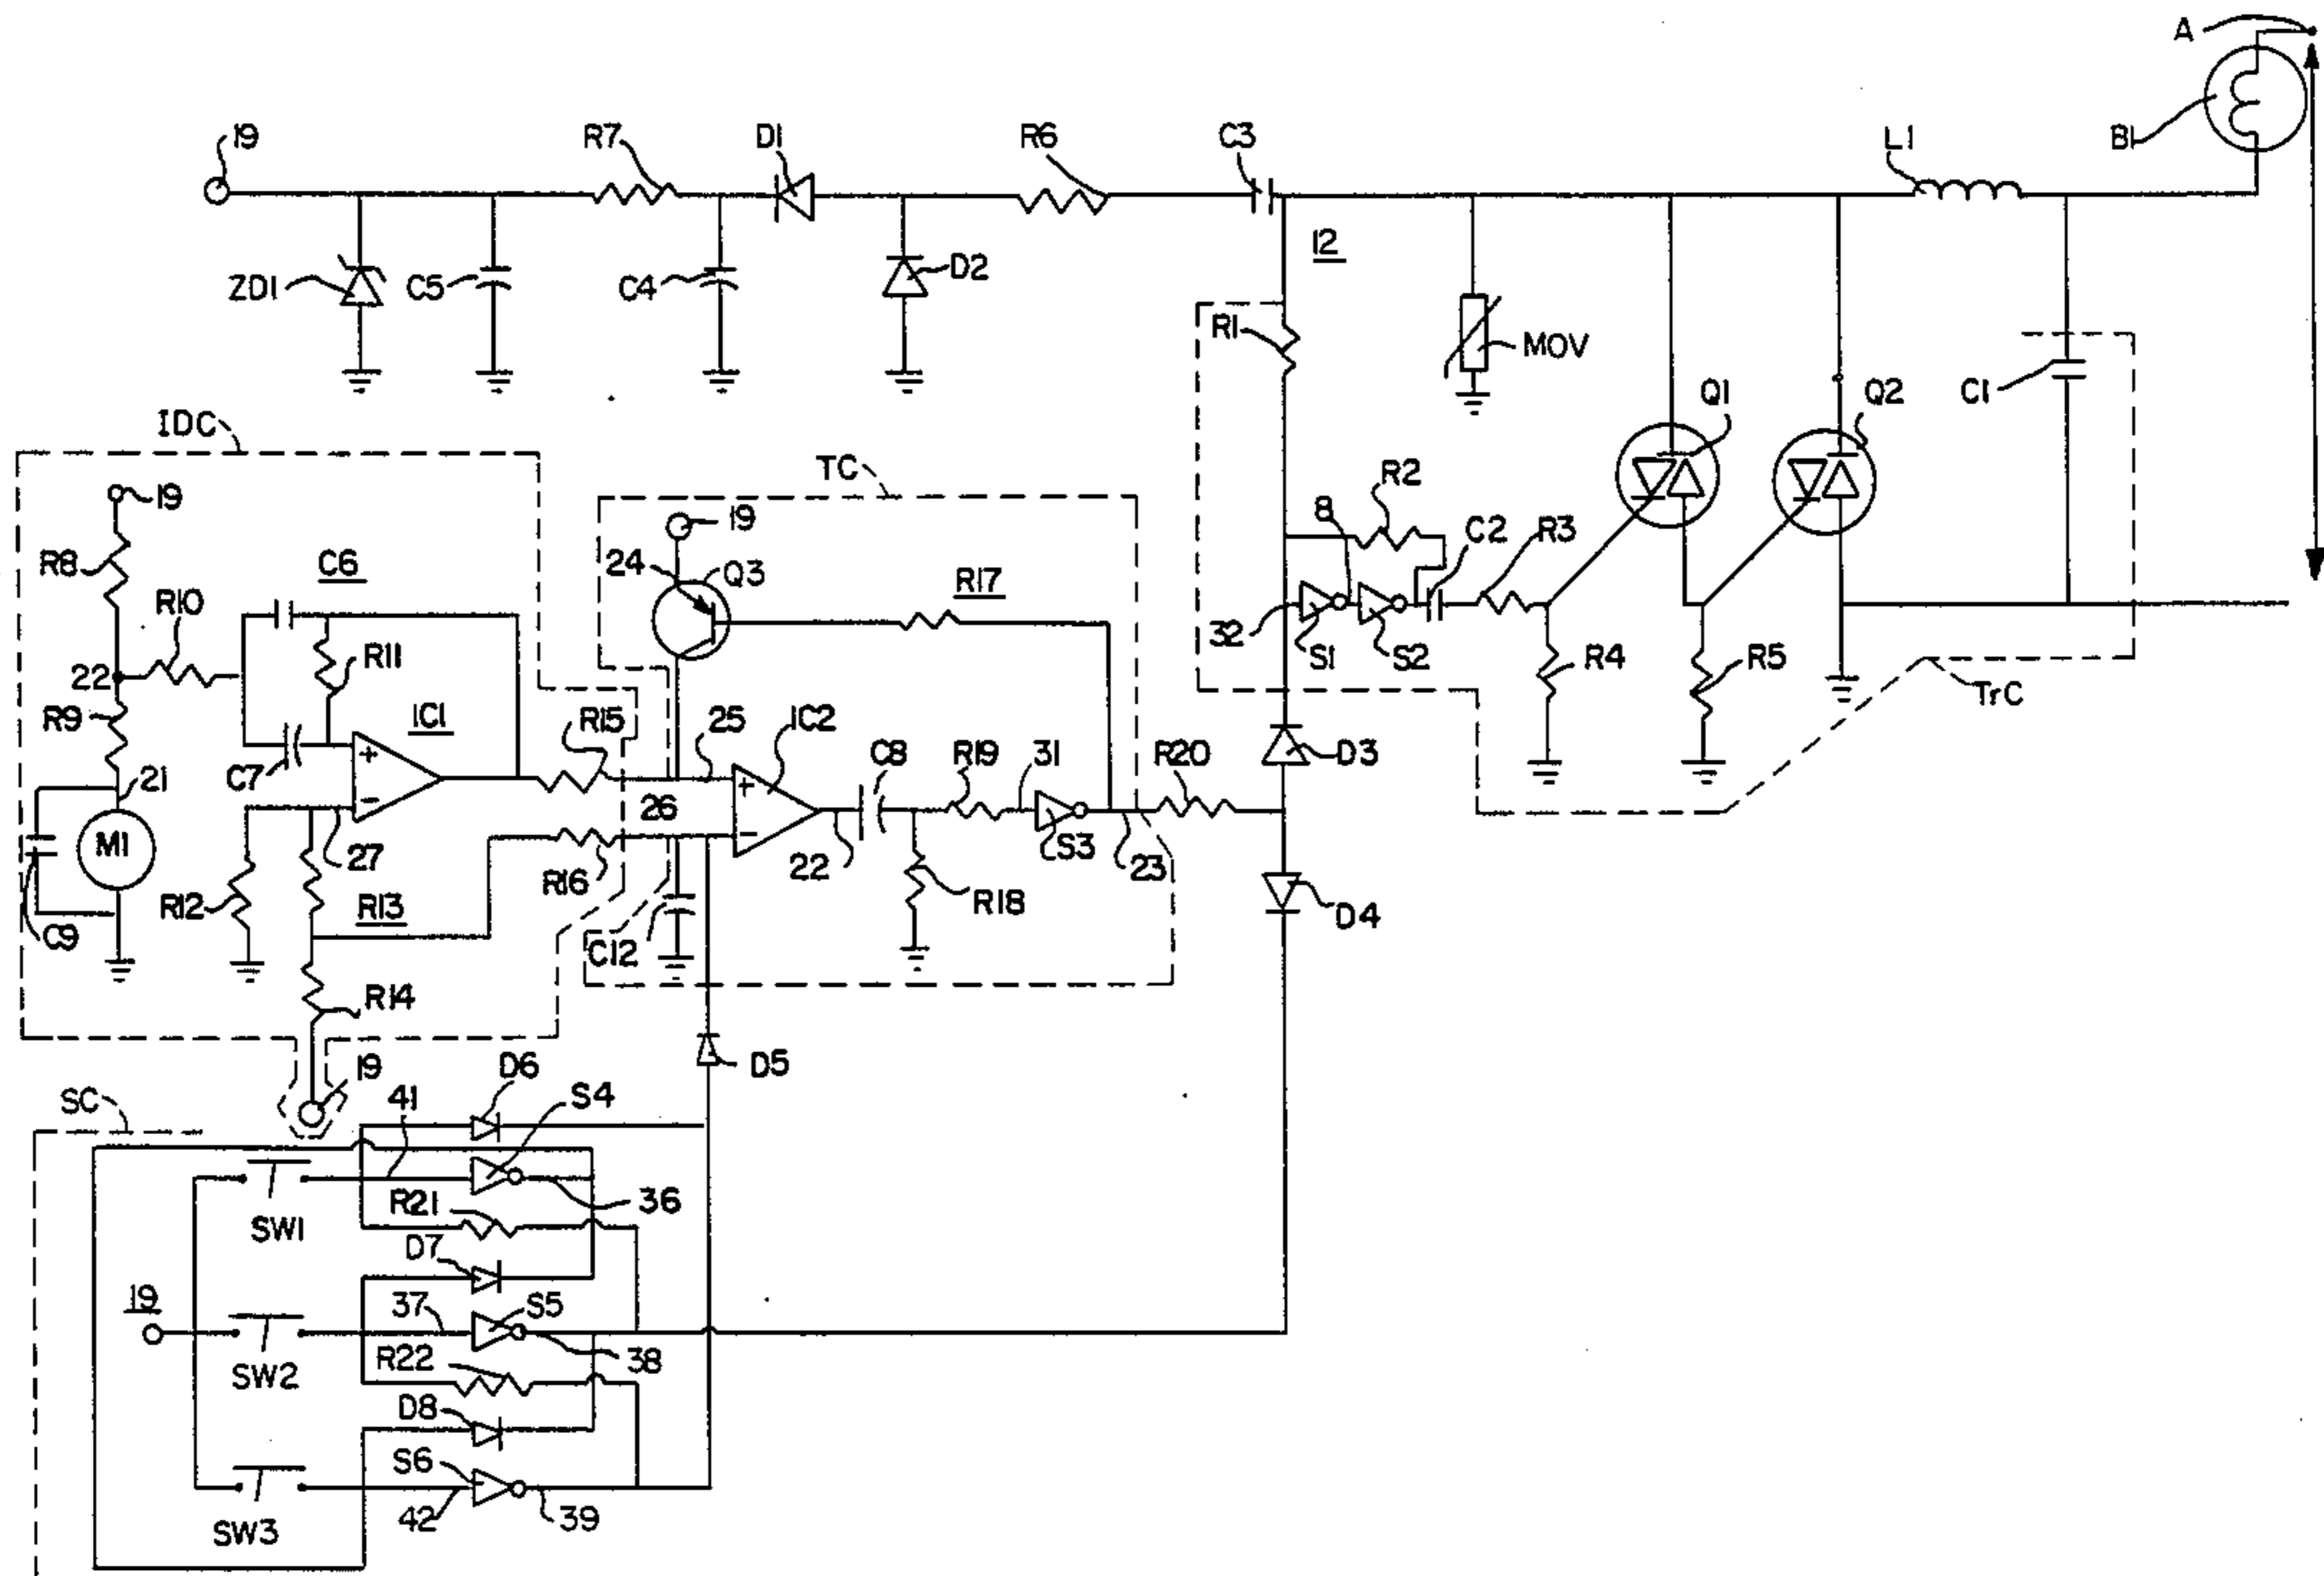 A
B1
L1
19
R7
D1
R6
C3
12
ZD1
C5
C4
D2
R1
MOV
C1
Q1
Q2
IDC
TC
19
19
R8
C6
24
Q3
R17
R2
8
C2
R3
R10
R11
32
S1
S2
R4
R5
TrC
22
R9
IC1
R15
25
IC2
C8
R19
31
R20
D3
C7
21
26
M1
27
R16
22
S3
23
R12
R13
R18
D4
C9
C12
R14
19
D5
SC
D6
S4
41
R21
36
SW1
D7
19
37
S5
R22
38
SW2
D8
S6
42
39
SW3